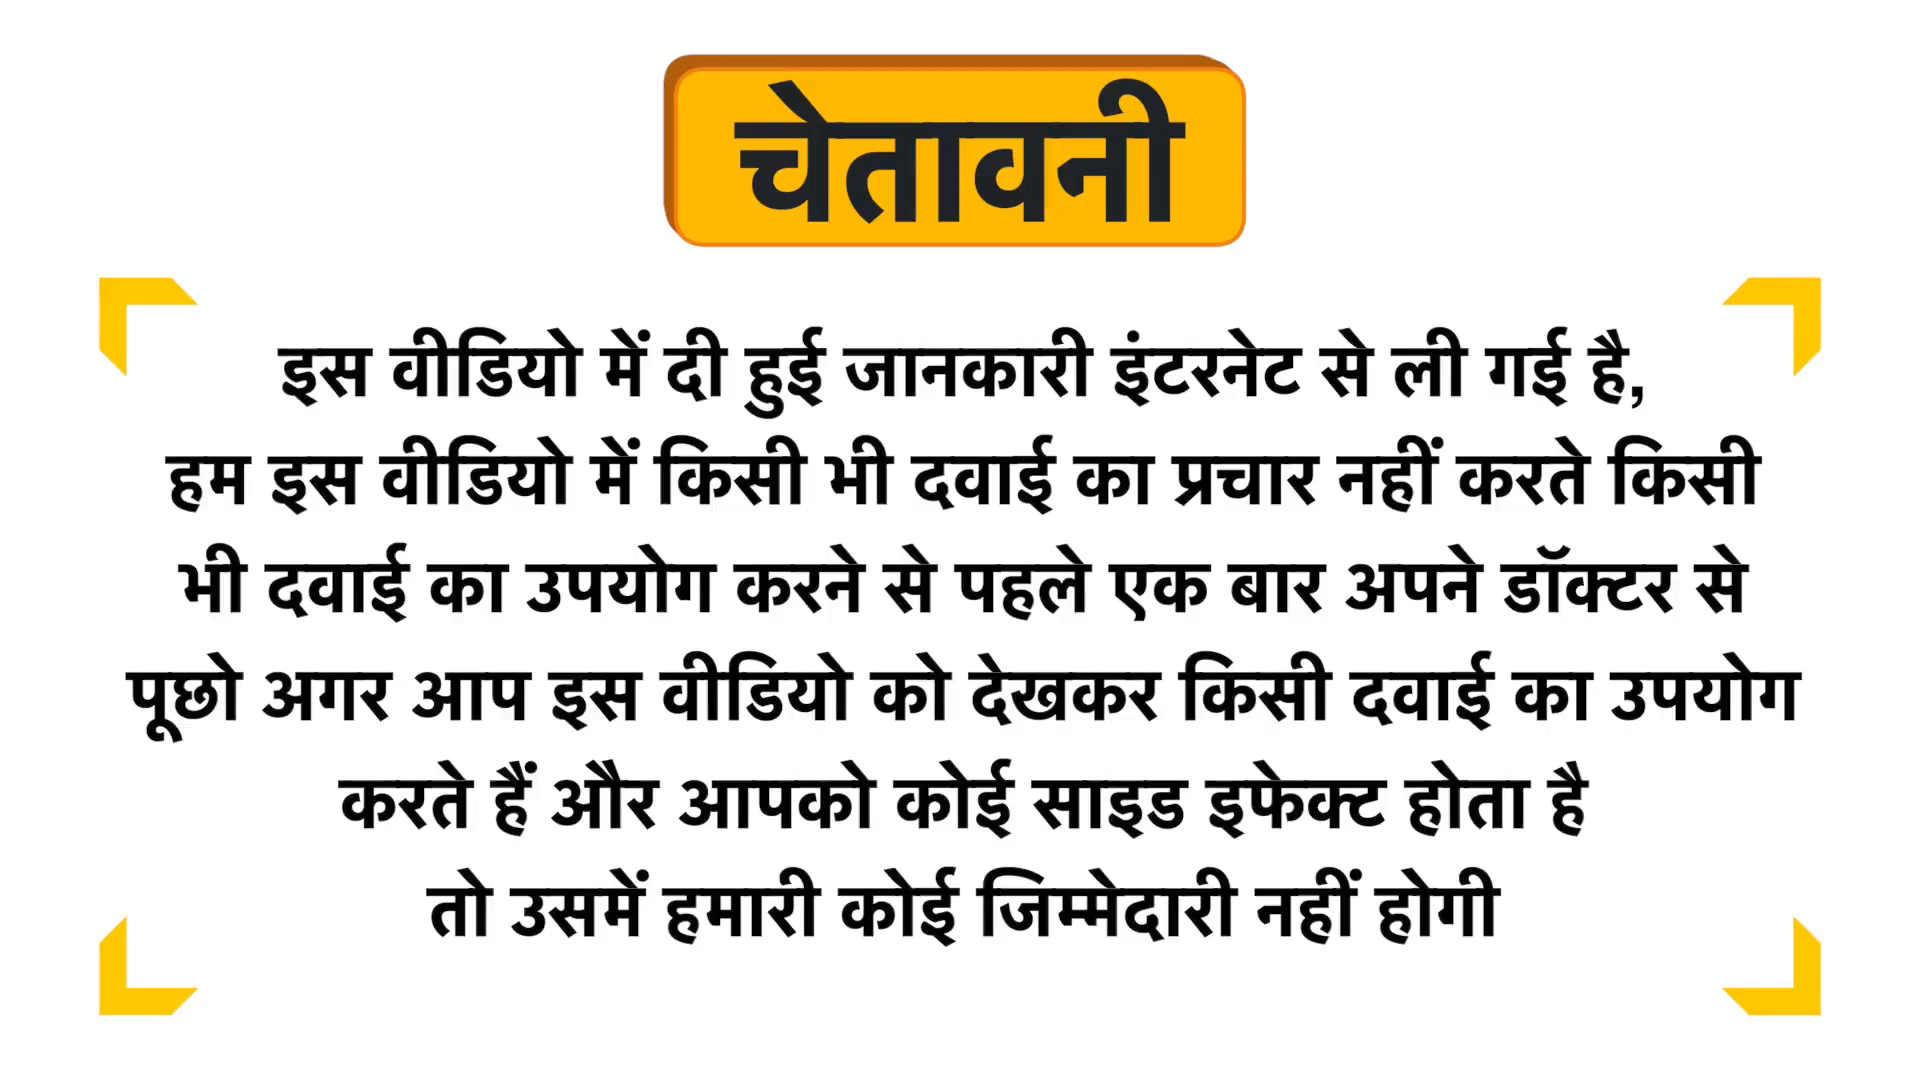 चेतावनी
इस वीडियो में दी हुई जानकारी इंटरनेट से ली गई है,
हम इस वीडियो में किसी भी दवाई का प्रचार नहीं करते किसी
भी दवाई का उपयोग करने से पहले एक बार अपने डॉक्टर से
पूछो अगर आप इस वीडियो को देखकर किसी दवाई का उपयोग
करते हैं और आपको कोई साइड इफेक्ट होता है
तो उसमें हमारी कोई जिम्मेदारी नहीं होगी